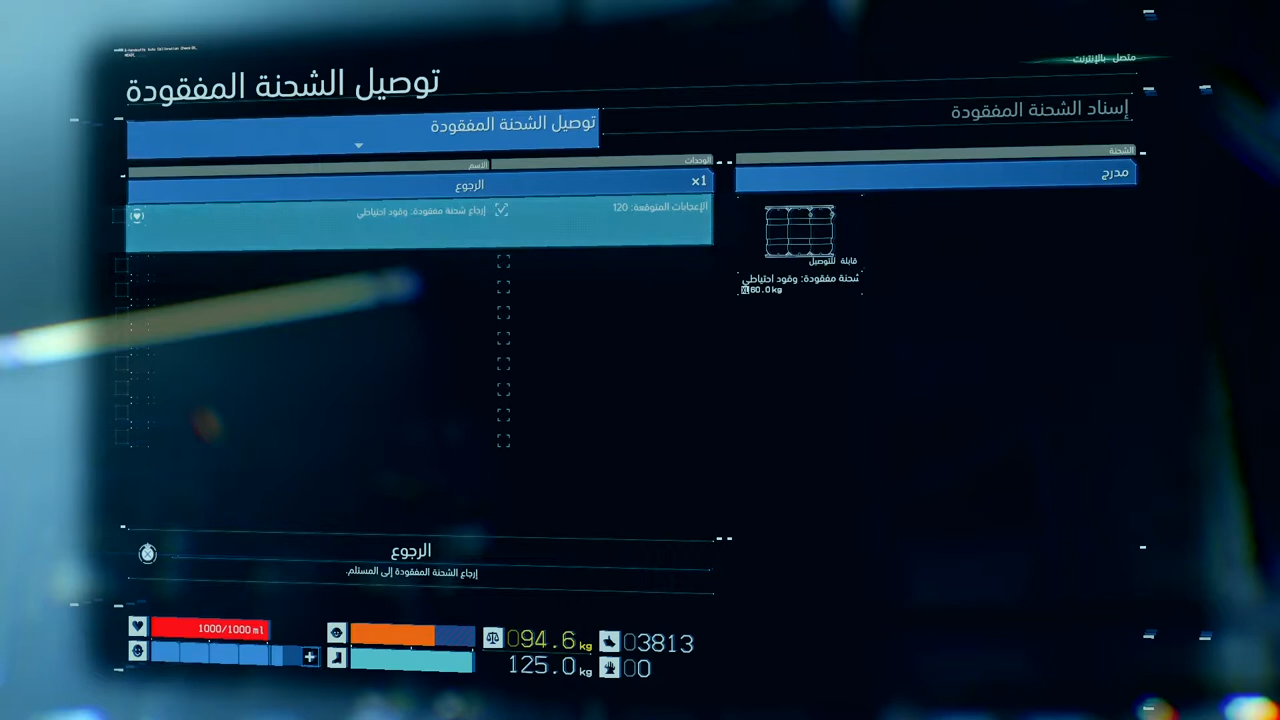 متصل بالإنترنت
توصيل الشحنة المفقودة
إسناد الشحنة المفقودة
توصيل الشحنة المفقودة
الوحدات
الاسم
الشحنة
x1
الرجوع
مدرج
الإعجابات المتوقعة: 120
إرجاع شحنة مفقودة: وقود احتياطي
قابلة للتوصيل
شحنة مفقودة: وقود احتياطي
XL 60.0kg
الرجوع
إرجاع الشحنة المفقودة إلى المستلم.
1000/1000 ml
094.6 kg
03813
125.0 kg
00